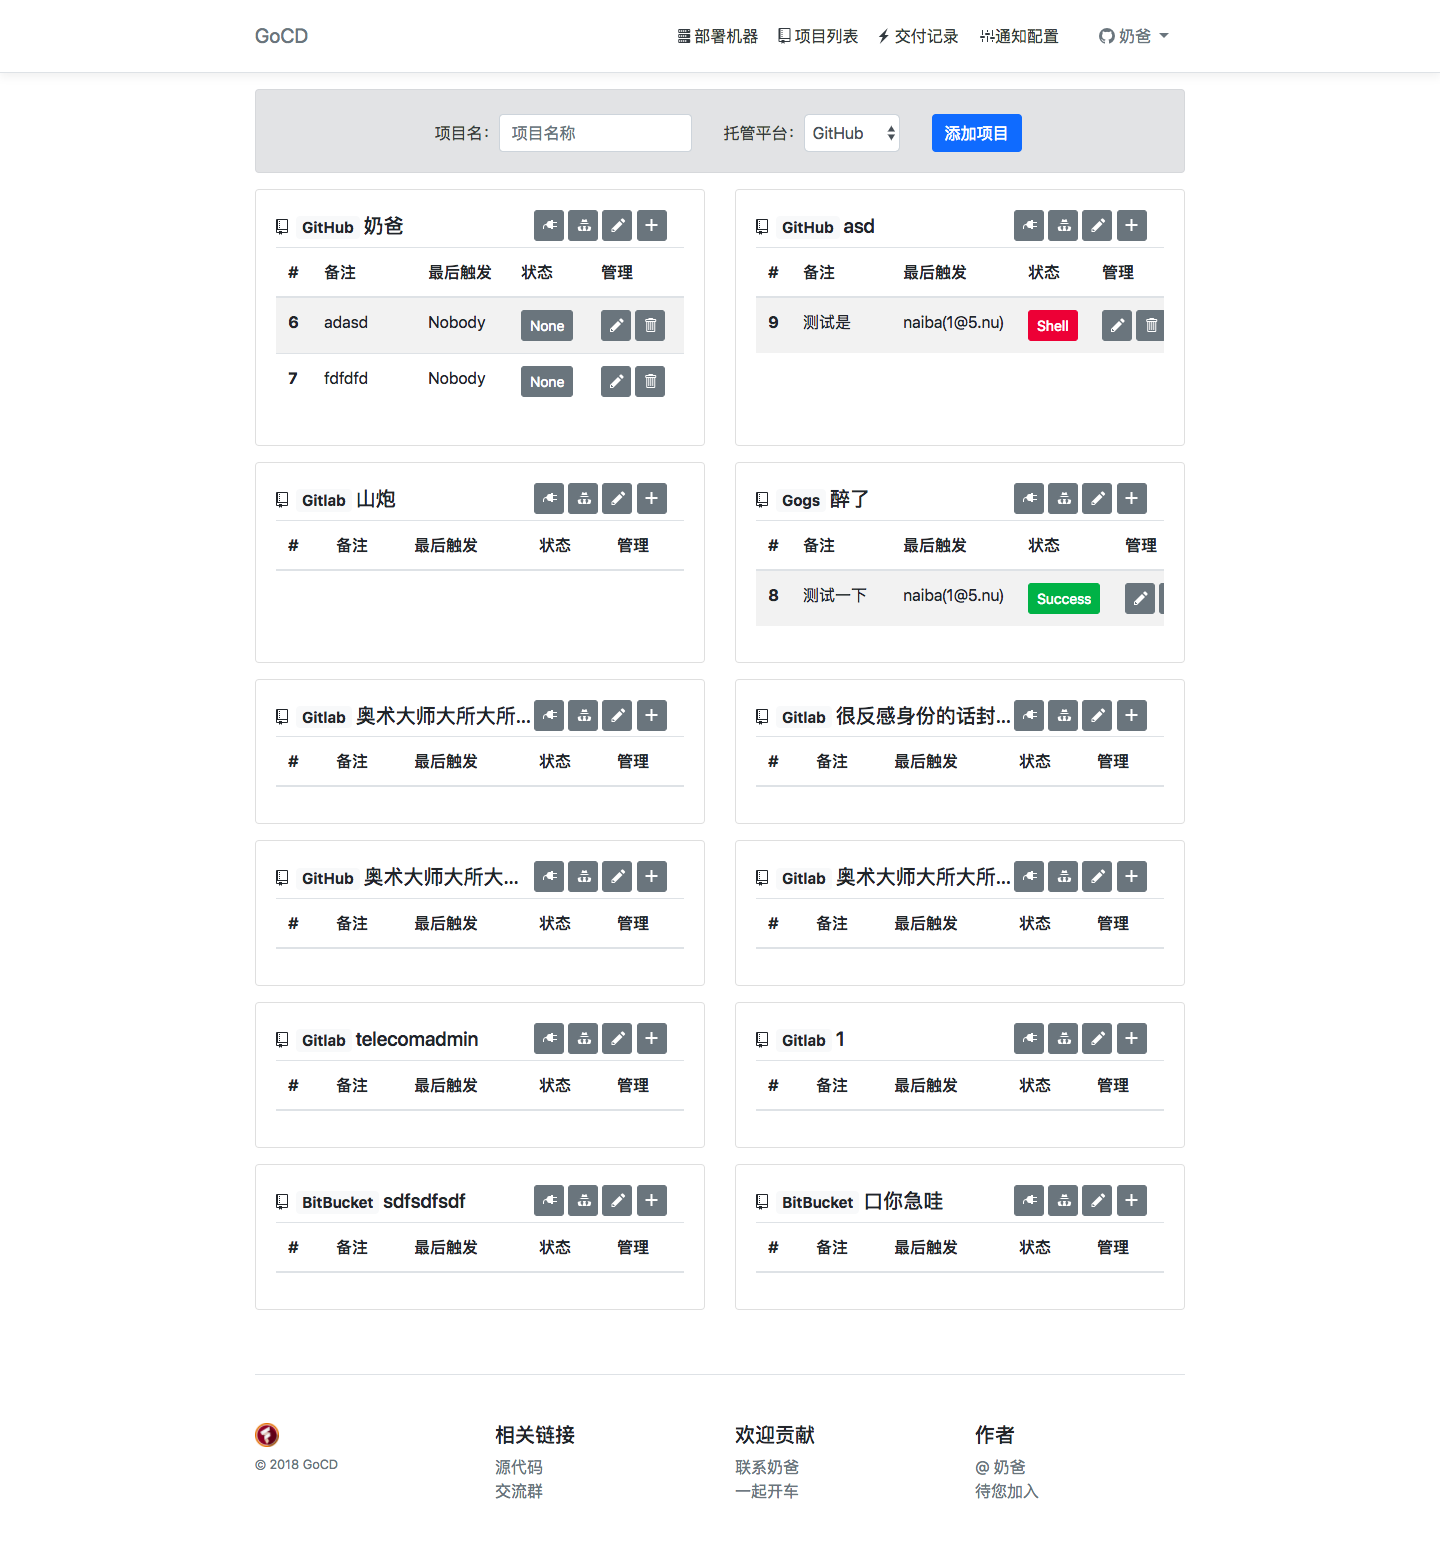 GoCD 部署机器 项目列表 交付记录 通知配置 奶爸
项目名： 项目名称 托管平台： GitHub 添加项目
GitHub 奶爸
# 备注 最后触发 状态 管理
6 adasd Nobody None
7 fdfdfd Nobody None
GitHub asd
# 备注 最后触发 状态 管理
9 测试是 naiba(1@5.nu) Shell
Gitlab 山炮
# 备注 最后触发 状态 管理
Gogs 醉了
# 备注 最后触发 状态 管理
8 测试一下 naiba(1@5.nu) Success
Gitlab 奥术大师大所大所...
# 备注 最后触发 状态 管理
Gitlab 很反感身份的话封...
# 备注 最后触发 状态 管理
GitHub 奥术大师大所大...
# 备注 最后触发 状态 管理
Gitlab 奥术大师大所大所...
# 备注 最后触发 状态 管理
Gitlab telecomadmin
# 备注 最后触发 状态 管理
Gitlab 1
# 备注 最后触发 状态 管理
BitBucket sdfsdfsdf
# 备注 最后触发 状态 管理
BitBucket 口你急哇
# 备注 最后触发 状态 管理
© 2018 GoCD
相关链接
源代码
交流群
欢迎贡献
联系奶爸
一起开车
作者
@ 奶爸
待您加入